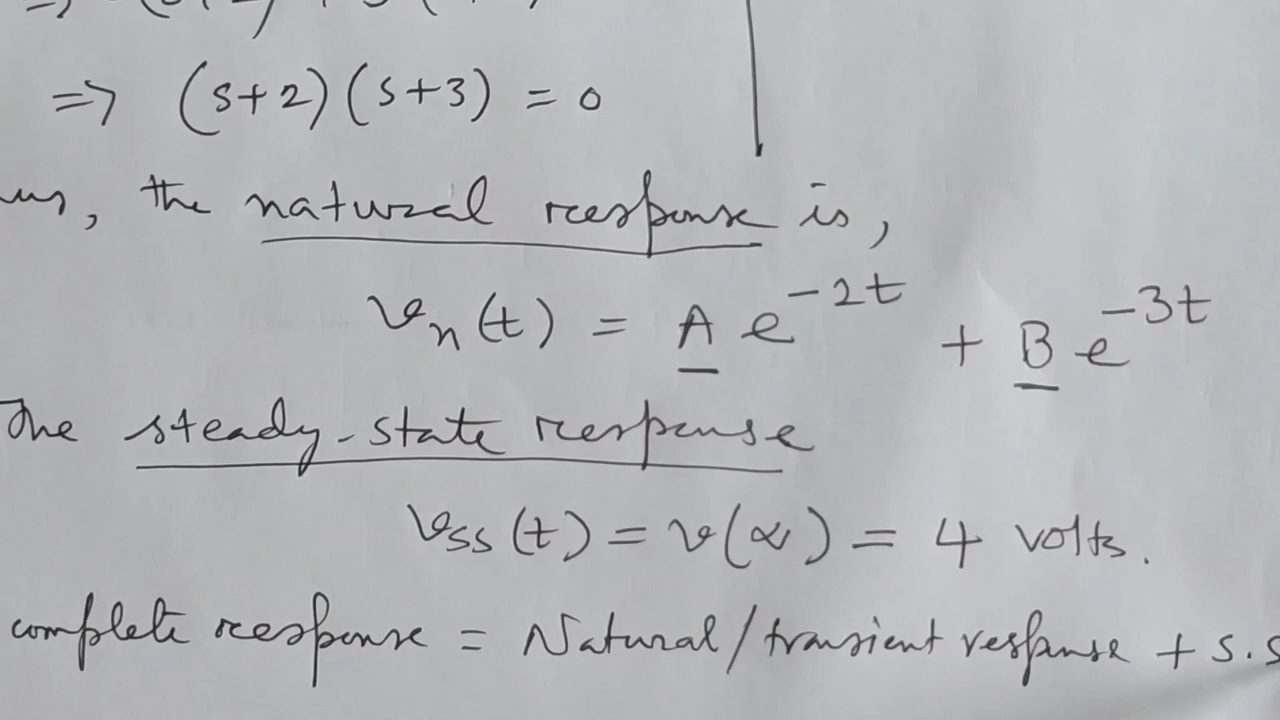 => (s+2)(s+3) = 0
the natural response is,
vn(t) = A e^-2t + B e^-3t
The steady-state response
vss(t) = v(∝) = 4 volts.
complete response = Natural/transient response + s.s